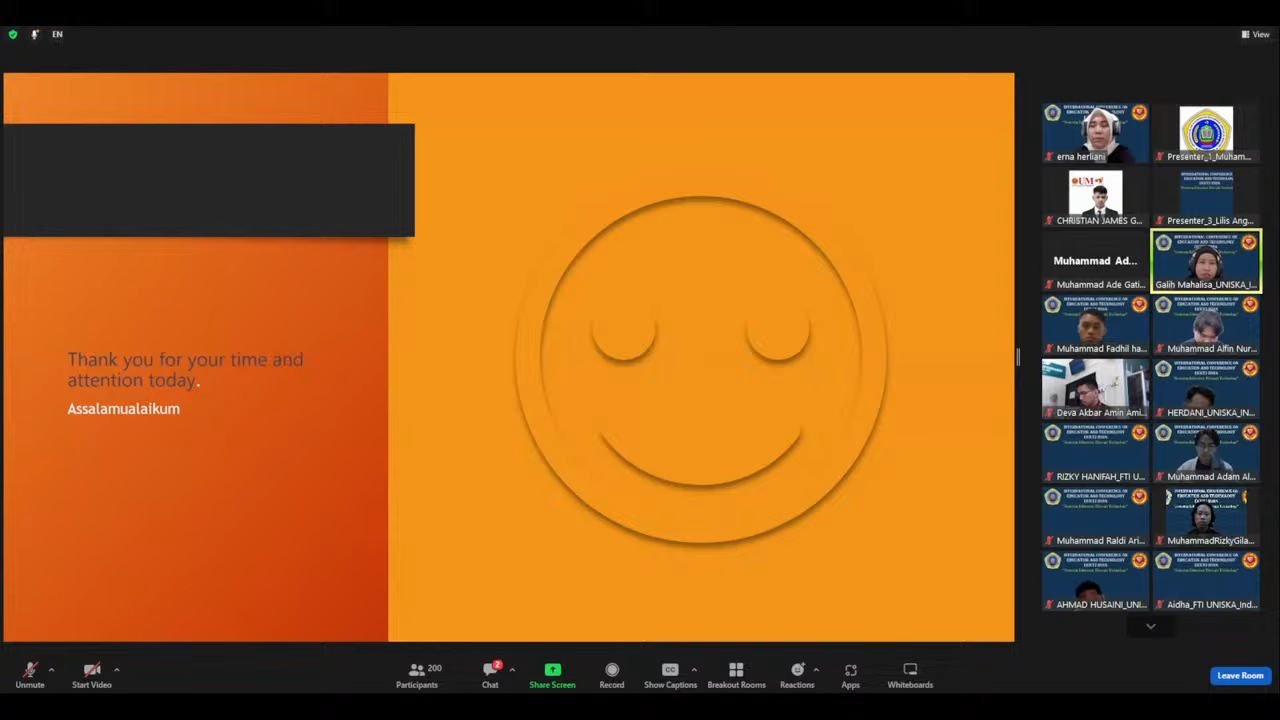 EN
View
Thank you for your time and
attention today.
Assalamualaikum
erna herliani
Presenter_1_Muham...
CHRISTIAN JAMES G...
Presenter_3_Lilis Ang...
Muhammad Ad...
Muhammad Ade Gati...
Galih Mahalisa_UNISKA_I...
Muhammad Fadhil ha...
Muhammad Alfin Nur...
Deva Akbar Amin Ami...
HERDANI_UNISKA_IN...
RIZKY HANIFAH_FTI U...
Muhammad Adam Al...
Muhammad Raldi Ari...
MuhammadRizkyGila...
AHMAD HUSAINI_UNI...
Aidha_FTI UNISKA_Ind...
Unmute
Start Video
200
Participants
2
Chat
Share Screen
Record
CC
Show Captions
Breakout Rooms
Reactions
Apps
Whiteboards
Leave Room